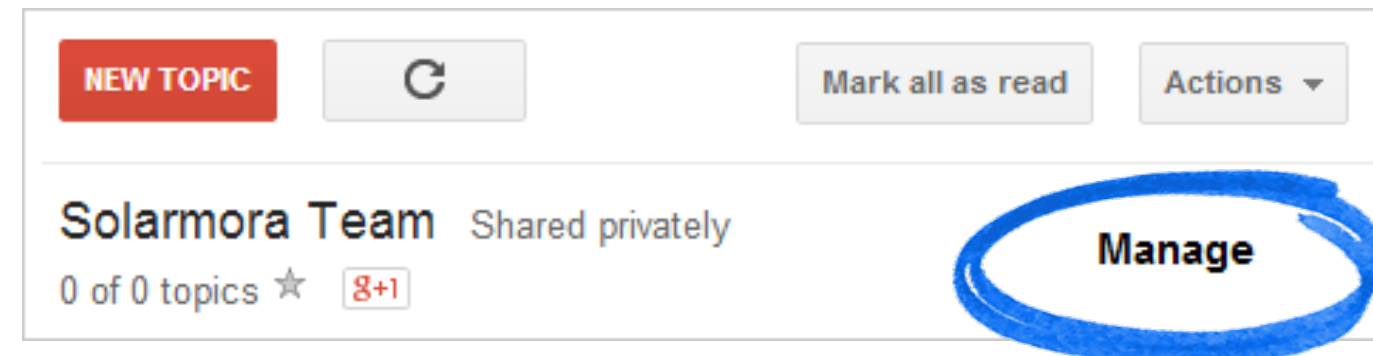 NEW TOPIC Mark all as read Actions
Solarmora Team Shared privately Manage
0 of 0 topics g+1